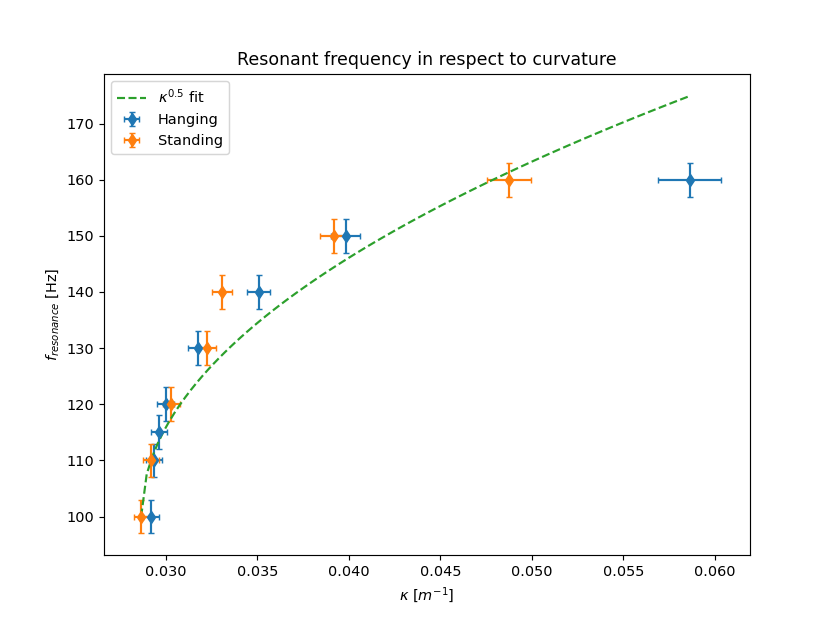 Resonant frequency in respect to curvature
κ^0.5 fit
Hanging
Standing
170
160
150
140
130
120
110
100
f_resonance [Hz]
0.030 0.035 0.040 0.045 0.050 0.055 0.060
κ [m^−1]